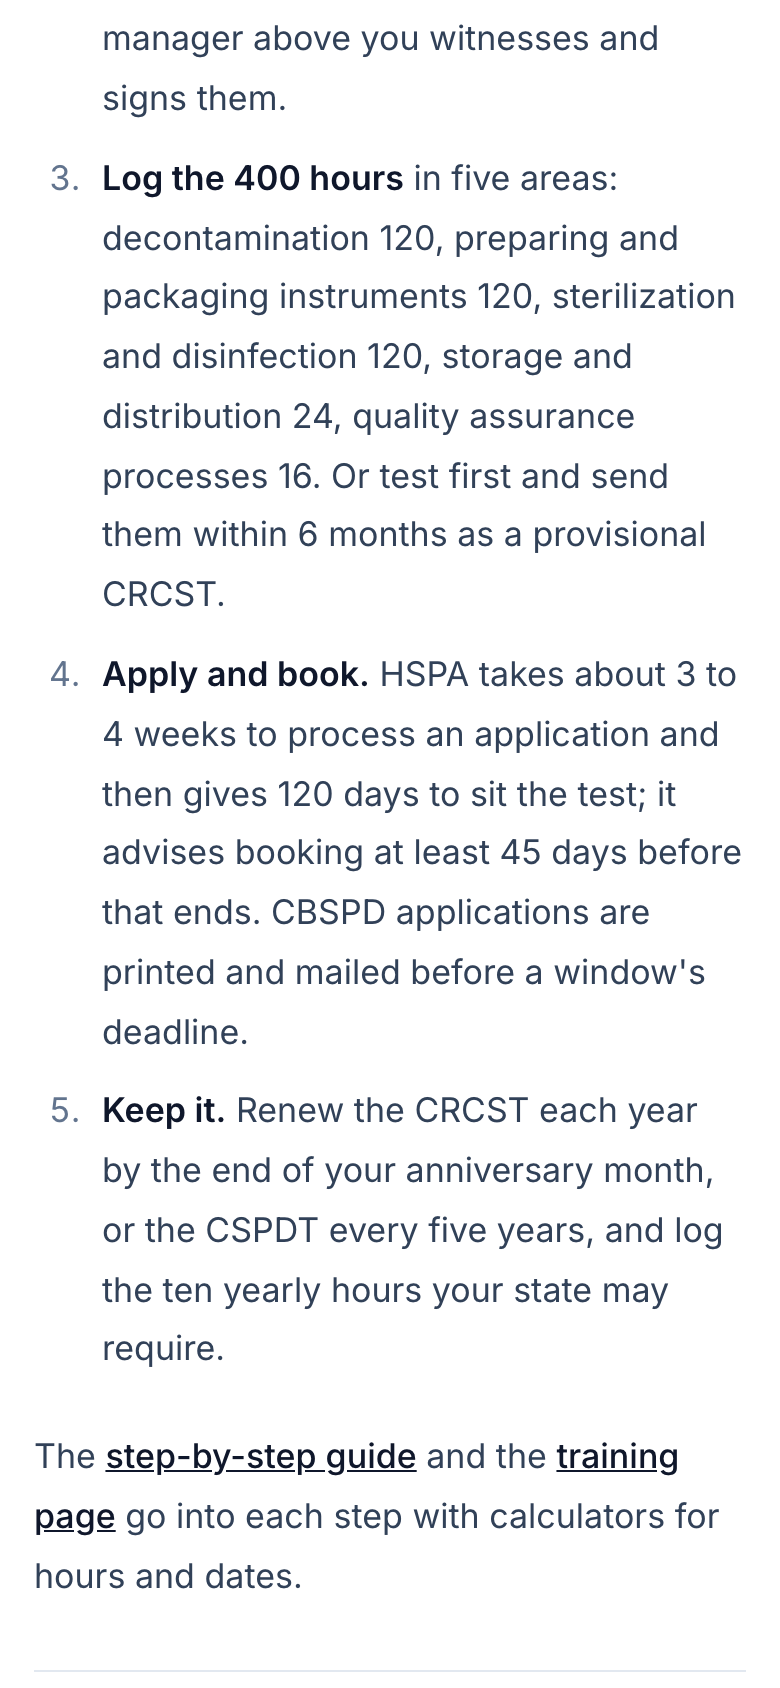 manager above you witnesses and
signs them.
3. Log the 400 hours in five areas:
decontamination 120, preparing and
packaging instruments 120, sterilization
and disinfection 120, storage and
distribution 24, quality assurance
processes 16. Or test first and send
them within 6 months as a provisional
CRCST.
4. Apply and book. HSPA takes about 3 to
4 weeks to process an application and
then gives 120 days to sit the test; it
advises booking at least 45 days before
that ends. CBSPD applications are
printed and mailed before a window's
deadline.
5. Keep it. Renew the CRCST each year
by the end of your anniversary month,
or the CSPDT every five years, and log
the ten yearly hours your state may
require.
The step-by-step guide and the training
page go into each step with calculators for
hours and dates.